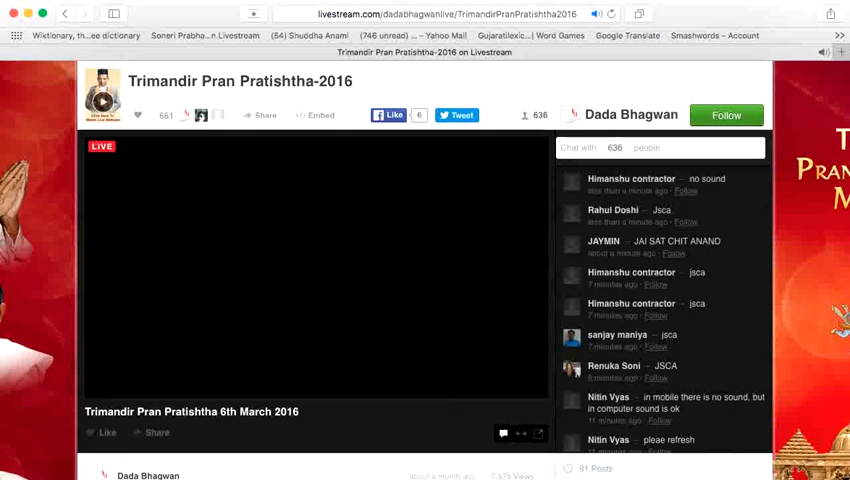 livestream.com/dadabhagwanlive/TrimandirPranPratishtha2016
Wiktionary, th...ee dictionary Soneri Prabha...n Livestream (54) Shuddha Anami (746 unread) ... – Yahoo Mail Gujaratilexic...| Word Games Google Translate Smashwords – Account
Trimandir Pran Pratishtha-2016 on Livestream
Trimandir Pran Pratishtha-2016
661 Share Embed Like 6 Tweet 636 Dada Bhagwan Follow
LIVE
Chat with 636 people
Himanshu contractor – no sound
less than a minute ago · Follow
Rahul Doshi – Jsca
less than a minute ago · Follow
JAYMIN – JAI SAT CHIT ANAND
about a minute ago · Follow
Himanshu contractor – jsca
7 minutes ago · Follow
Himanshu contractor – jsca
7 minutes ago · Follow
sanjay maniya – jsca
7 minutes ago · Follow
Renuka Soni – JSCA
minutes ago · Follow
Nitin Vyas – in mobile there is no sound, but
in computer sound is ok
11 minutes ago · Follow
Nitin Vyas – pleae refresh
Trimandir Pran Pratishtha 6th March 2016
Like Share
91 Posts
Dada Bhagwan about a month ago 7,975 Views
T
PRAN
M